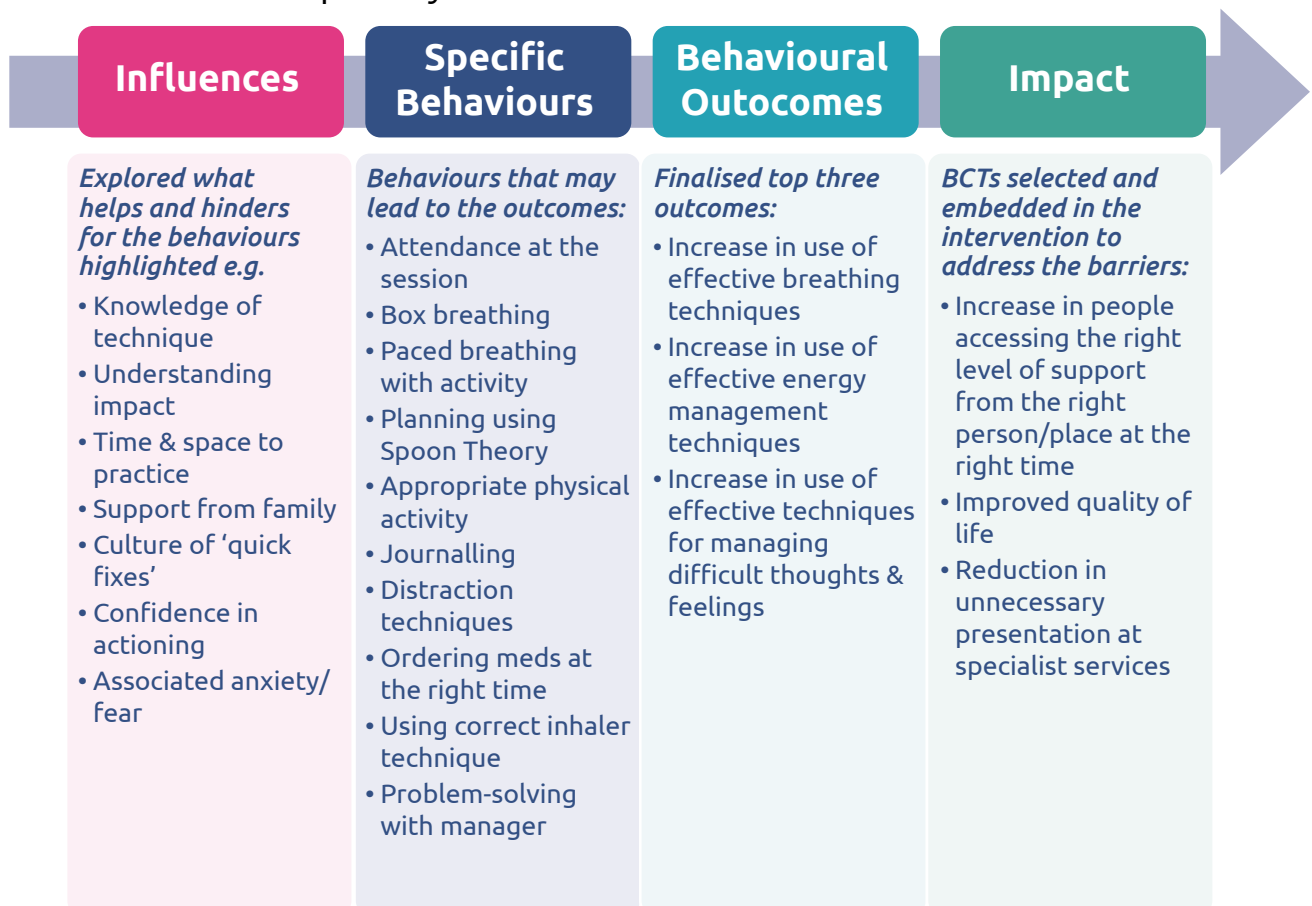 Influences
Specific
Behaviours
Behavioural
Outocomes
Impact
Explored what
helps and hinders
for the behaviours
highlighted e.g.
• Knowledge of
technique
• Understanding
impact
• Time & space to
practice
• Support from family
• Culture of ‘quick
fixes’
• Confidence in
actioning
• Associated anxiety/
fear
Behaviours that may
lead to the outcomes:
• Attendance at the
session
• Box breathing
• Paced breathing
with activity
• Planning using
Spoon Theory
• Appropriate physical
activity
• Journalling
• Distraction
techniques
• Ordering meds at
the right time
• Using correct inhaler
technique
• Problem-solving
with manager
Finalised top three
outcomes:
• Increase in use of
effective breathing
techniques
• Increase in use of
effective energy
management
techniques
• Increase in use of
effective techniques
for managing
difficult thoughts &
feelings
BCTs selected and
embedded in the
intervention to
address the barriers:
• Increase in people
accessing the right
level of support
from the right
person/place at the
right time
• Improved quality of
life
• Reduction in
unnecessary
presentation at
specialist services